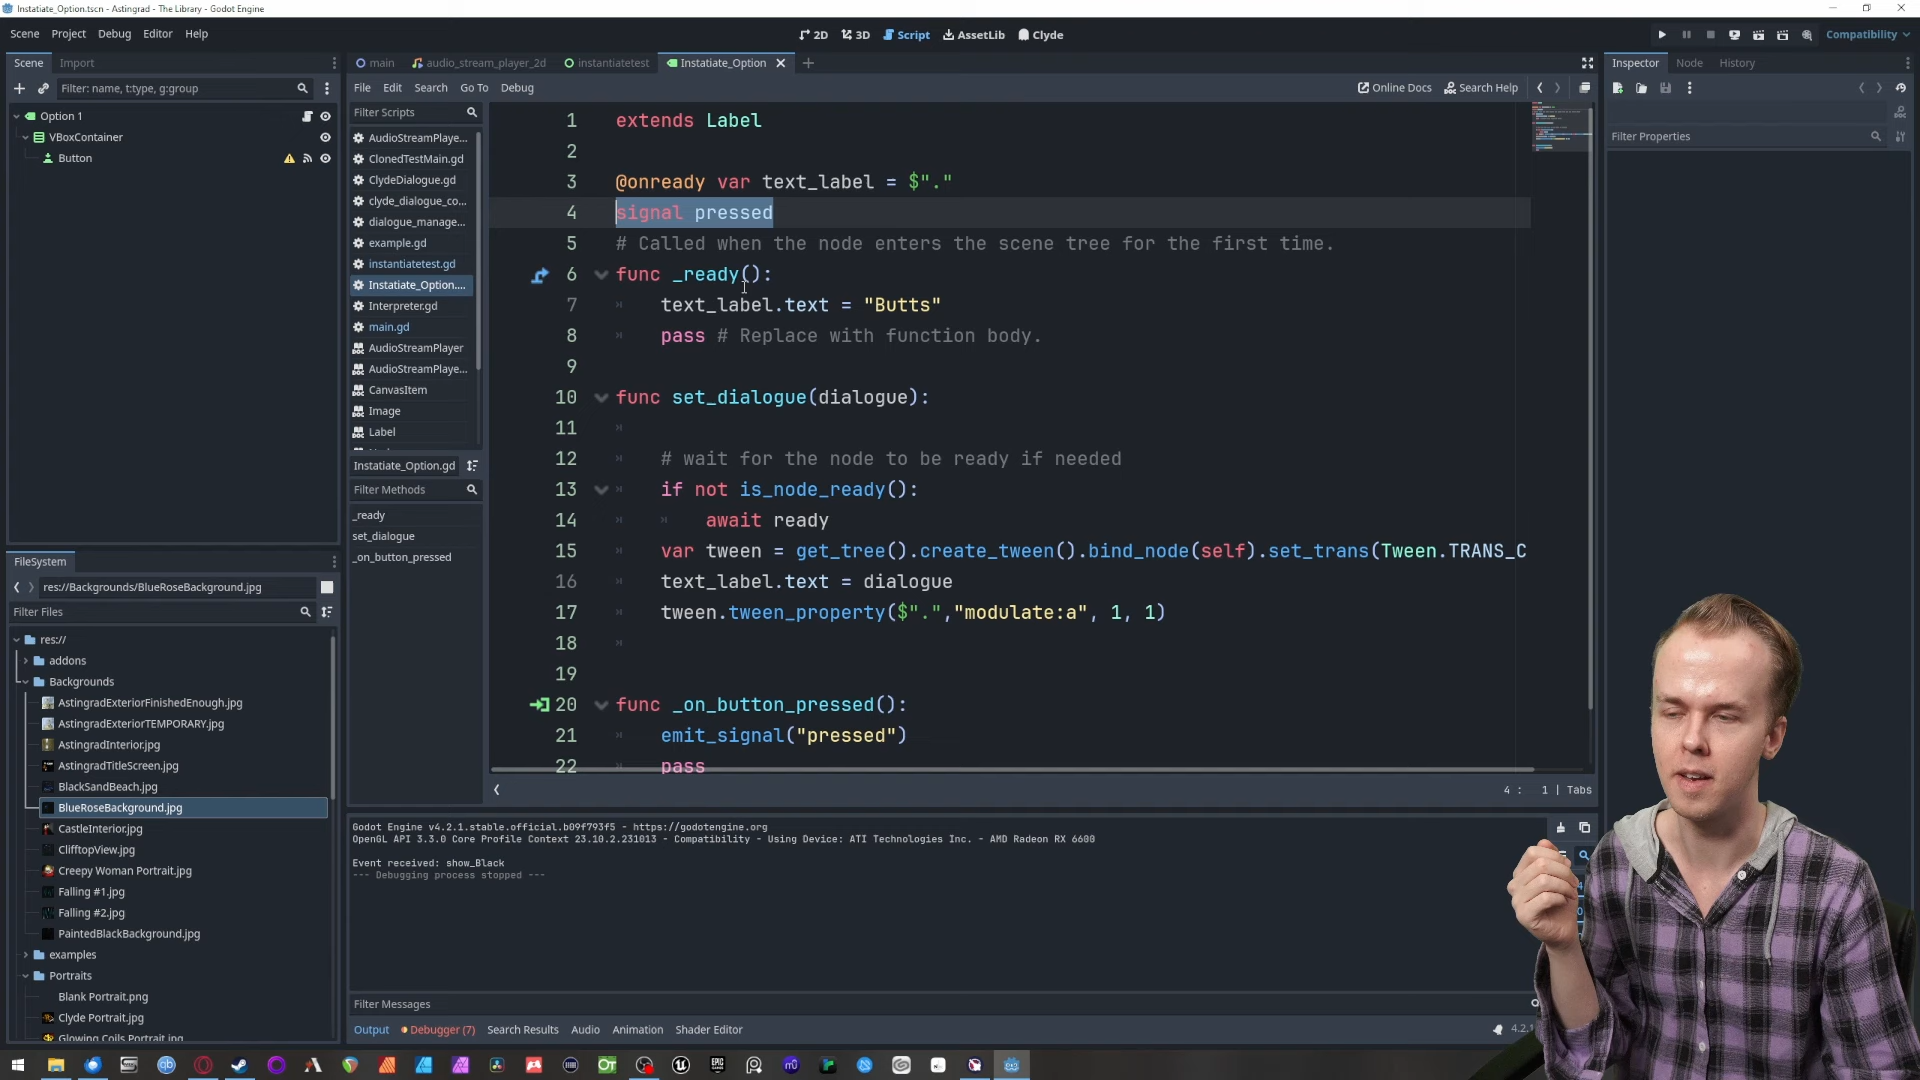 Instatiate_Option.tscn - Astingrad - The Library - Godot Engine
Scene Project Debug Editor Help
2D 3D Script AssetLib Clyde
Compatibility
Scene Import
Filter: name, t:type, g:group
Option 1
VBoxContainer
Button
main audio_stream_player_2d instantiatetest Instatiate_Option
File Edit Search Go To Debug
Online Docs Search Help
Filter Scripts
AudioStreamPlaye...
ClonedTestMain.gd
ClydeDialogue.gd
clyde_dialogue_co...
dialogue_manage...
example.gd
instantiatetest.gd
Instatiate_Option....
Interpreter.gd
main.gd
AudioStreamPlayer
AudioStreamPlaye...
CanvasItem
Image
Label
Instatiate_Option.gd
Filter Methods
_ready
set_dialogue
_on_button_pressed
1 extends Label
2
3 @onready var text_label = $"."
4 signal pressed
5 # Called when the node enters the scene tree for the first time.
6 func _ready():
7 text_label.text = "Butts"
8 pass # Replace with function body.
9
10 func set_dialogue(dialogue):
11
12 # wait for the node to be ready if needed
13 if not is_node_ready():
14 await ready
15 var tween = get_tree().create_tween().bind_node(self).set_trans(Tween.TRANS_C
16 text_label.text = dialogue
17 tween.tween_property($".","modulate:a", 1, 1)
18
19
20 func _on_button_pressed():
21 emit_signal("pressed")
22 pass
4 : 1 | Tabs
Inspector Node History
Filter Properties
FileSystem
res://Backgrounds/BlueRoseBackground.jpg
Filter Files
res://
addons
Backgrounds
AstingradExteriorFinishedEnough.jpg
AstingradExteriorTEMPORARY.jpg
AstingradInterior.jpg
AstingradTitleScreen.jpg
BlackSandBeach.jpg
BlueRoseBackground.jpg
CastleInterior.jpg
ClifftopView.jpg
Creepy Woman Portrait.jpg
Falling #1.jpg
Falling #2.jpg
PaintedBlackBackground.jpg
examples
Portraits
Blank Portrait.png
Clyde Portrait.jpg
Glowing Coils Portrait.jpg
Godot Engine v4.2.1.stable.official.b09f793f5 - https://godotengine.org
OpenGL API 3.3.0 Core Profile Context 23.10.2.231013 - Compatibility - Using Device: ATI Technologies Inc. - AMD Radeon RX 6600
Event received: show_Black
--- Debugging process stopped ---
Filter Messages
Output Debugger (7) Search Results Audio Animation Shader Editor
4.2.1